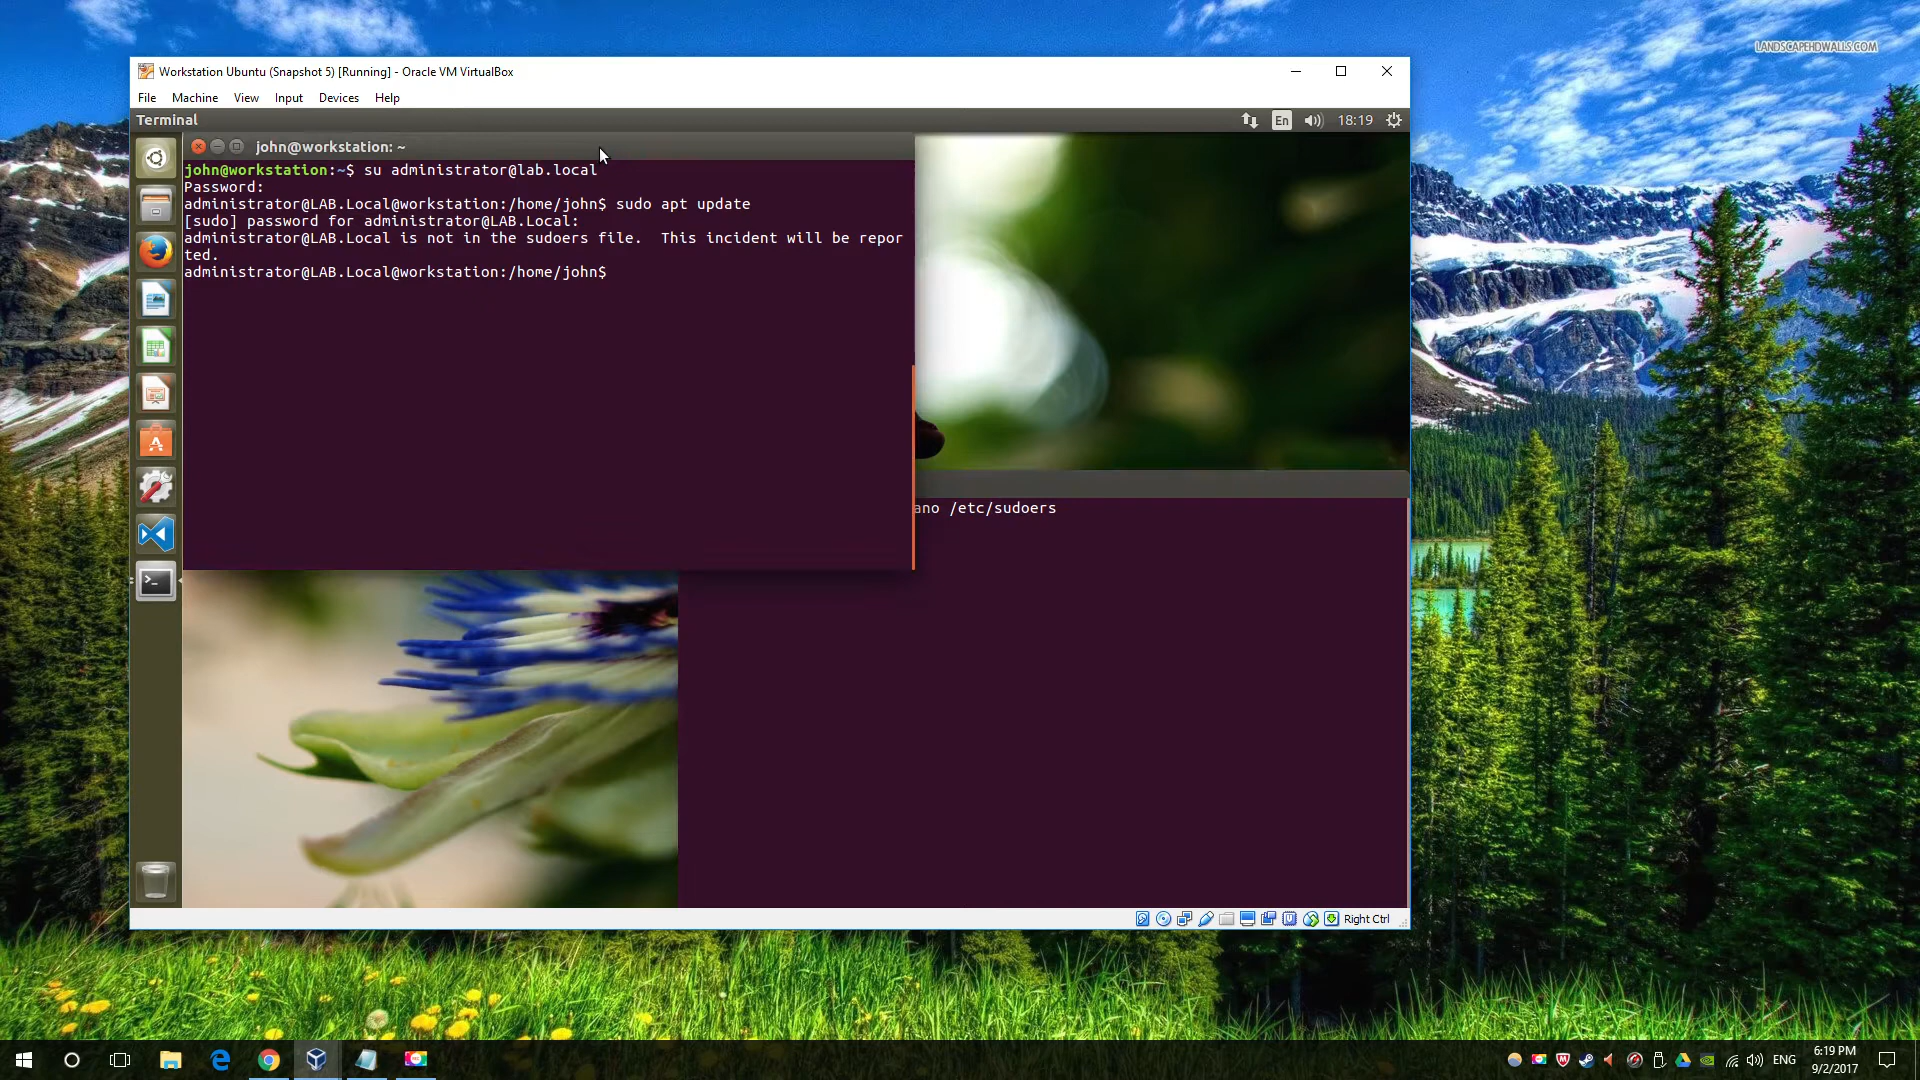 LANDSCAPEHDWALLS.COM
Workstation Ubuntu (Snapshot 5) [Running] - Oracle VM VirtualBox
File Machine View Input Devices Help
Terminal
En
18:19
john@workstation: ~
john@workstation:~$ su administrator@lab.local
Password:
administrator@LAB.Local@workstation:/home/john$ sudo apt update
[sudo] password for administrator@LAB.Local:
administrator@LAB.Local is not in the sudoers file.  This incident will be repor
ted.
administrator@LAB.Local@workstation:/home/john$
ano /etc/sudoers
Right Ctrl
ENG
6:19 PM
9/2/2017